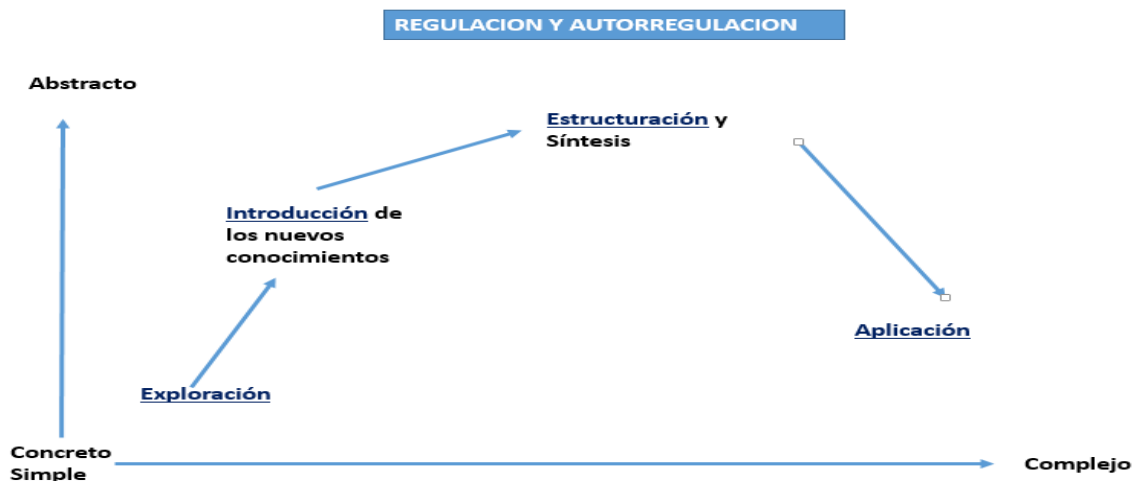 REGULACION Y AUTORREGULACION
Abstracto
Estructuración y
Síntesis
Introducción de
los nuevos
conocimientos
Aplicación
Exploración
Concreto
Simple
Complejo